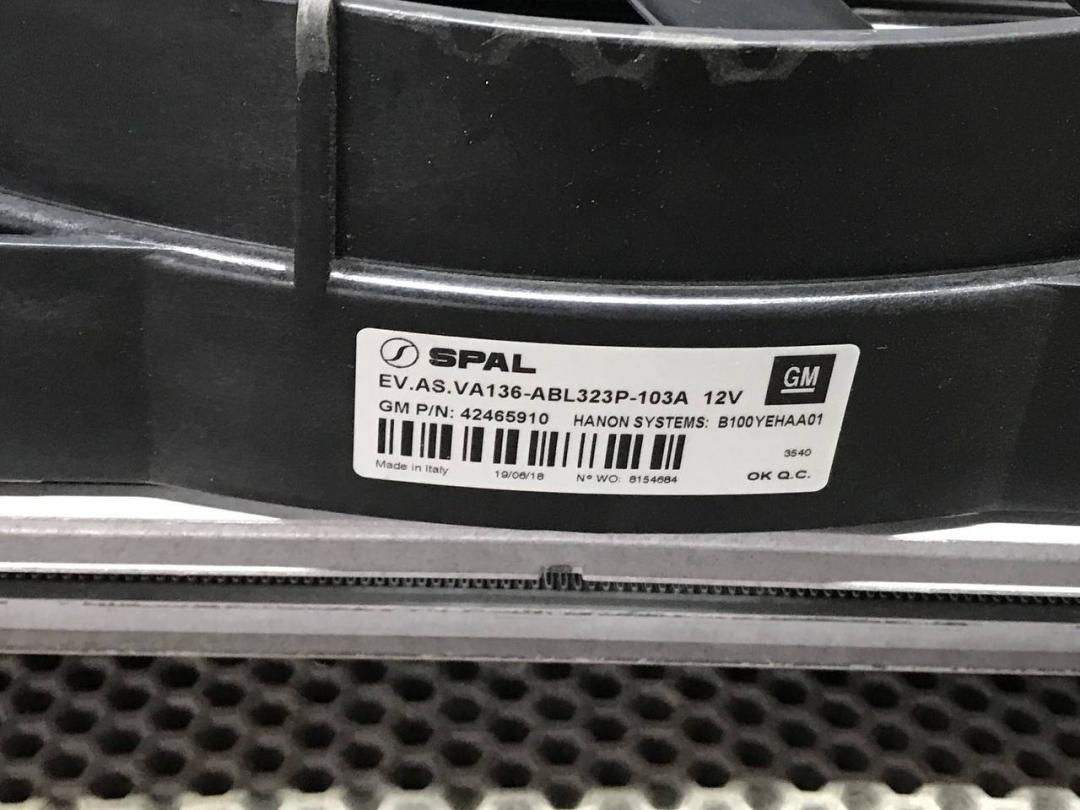 SPAL
EV.AS.VA136-ABL323P-103A 12V
GM
GM P/N: 42465910 HANON SYSTEMS: B100YEHAA01
3540
Made in Italy 19/06/18 N° WO: 8154684 OK Q.C.